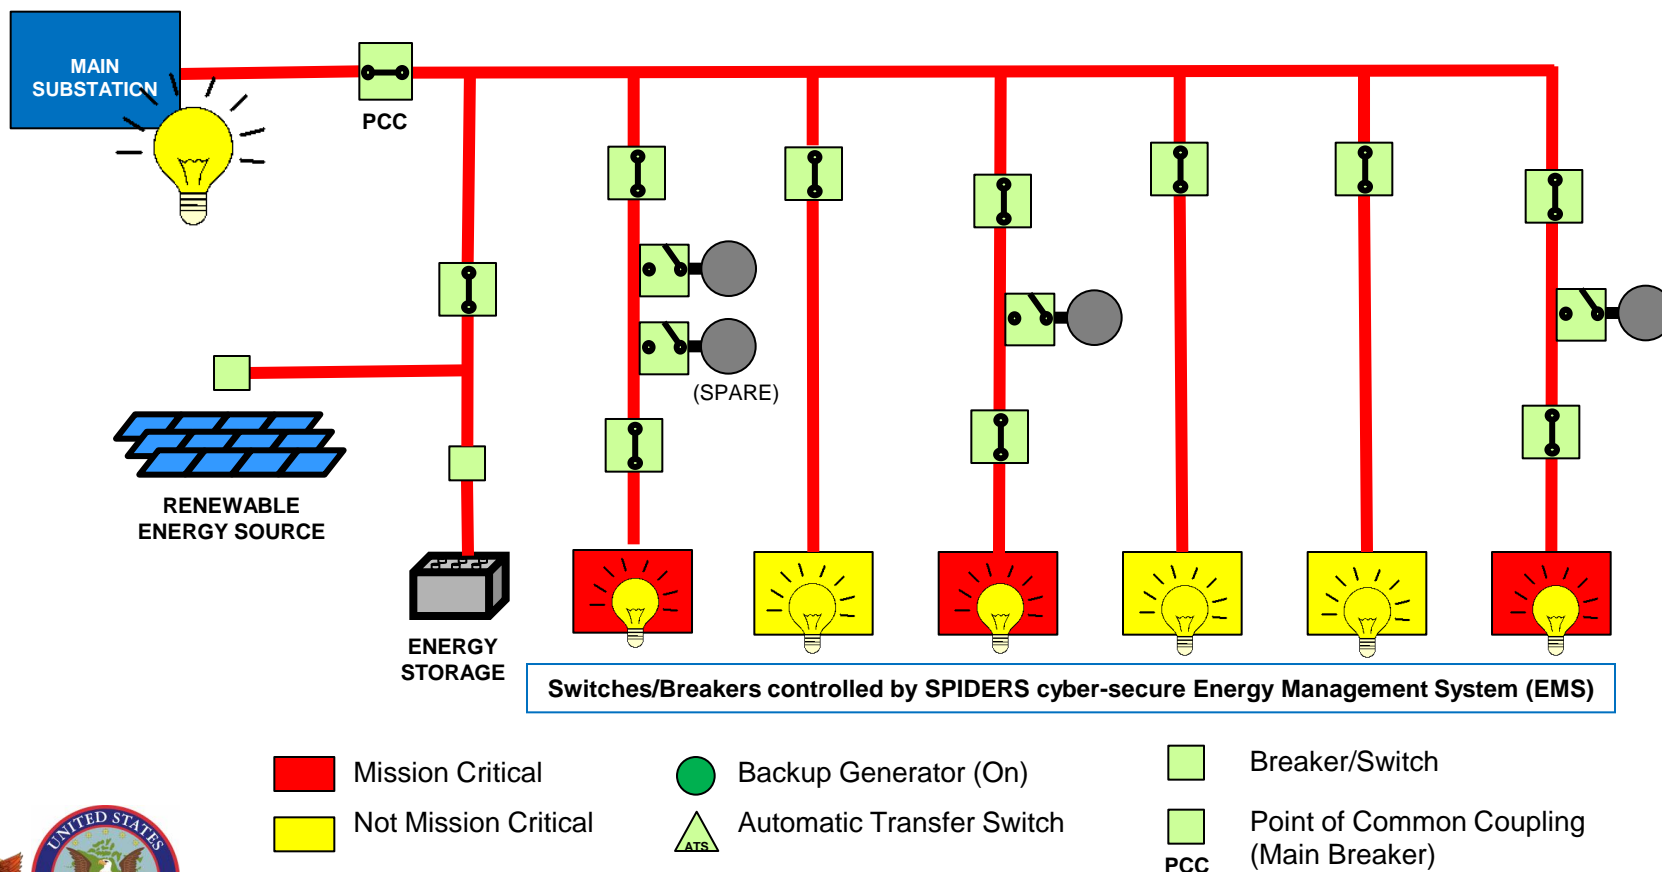 MAIN
SUBSTATION
PCC
(SPARE)
RENEWABLE
ENERGY SOURCE
ENERGY
STORAGE
Switches/Breakers controlled by SPIDERS cyber-secure Energy Management System (EMS)
Mission Critical
Backup Generator (On)
Breaker/Switch
Not Mission Critical
ATS
Automatic Transfer Switch
PCC
Point of Common Coupling
(Main Breaker)
UNITED STATES